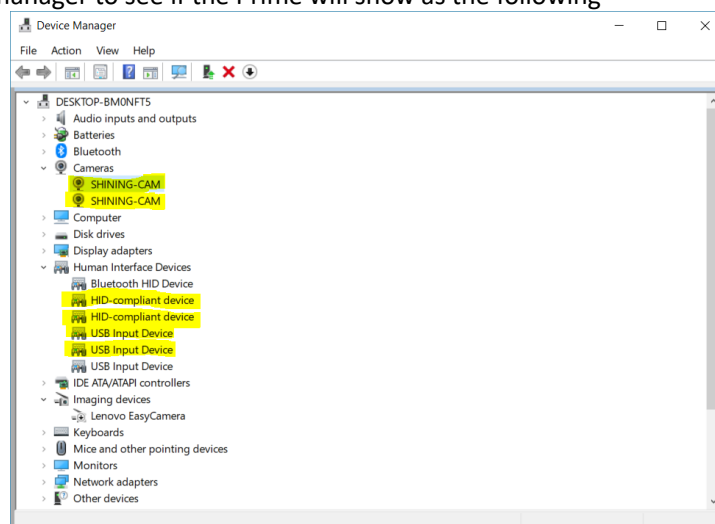 manager to see if the Prime will show as the following
Device Manager
File Action View Help
DESKTOP-BM0NFT5
Audio inputs and outputs
Batteries
Bluetooth
Cameras
SHINING-CAM
SHINING-CAM
Computer
Disk drives
Display adapters
Human Interface Devices
Bluetooth HID Device
HID-compliant device
HID-compliant device
USB Input Device
USB Input Device
USB Input Device
IDE ATA/ATAPI controllers
Imaging devices
Lenovo EasyCamera
Keyboards
Mice and other pointing devices
Monitors
Network adapters
Other devices